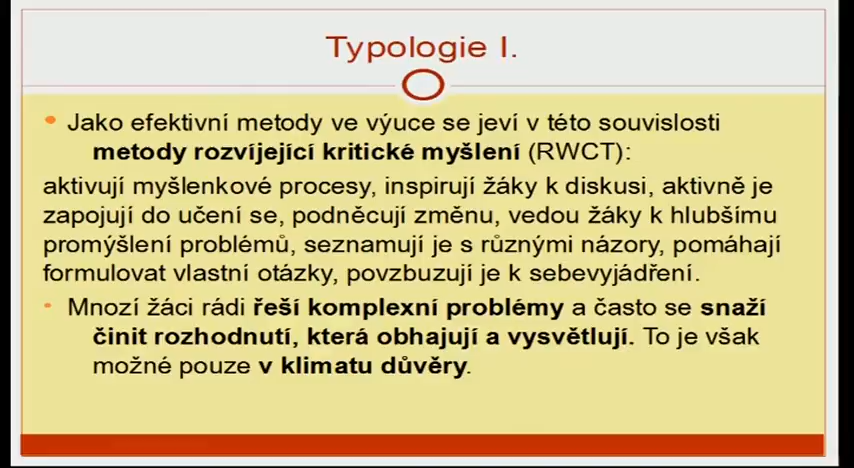 Typologie I.
• Jako efektivní metody ve výuce se jeví v této souvislosti
metody rozvíjející kritické myšlení (RWCT):
aktivují myšlenkové procesy, inspirují žáky k diskusi, aktivně je
zapojují do učení se, podněcují změnu, vedou žáky k hlubšímu
promýšlení problémů, seznamují je s různými názory, pomáhají
formulovat vlastní otázky, povzbuzují je k sebevyjádření.
• Mnozí žáci rádi řeší komplexní problémy a často se snaží
činit rozhodnutí, která obhajují a vysvětlují. To je však
možné pouze v klimatu důvěry.